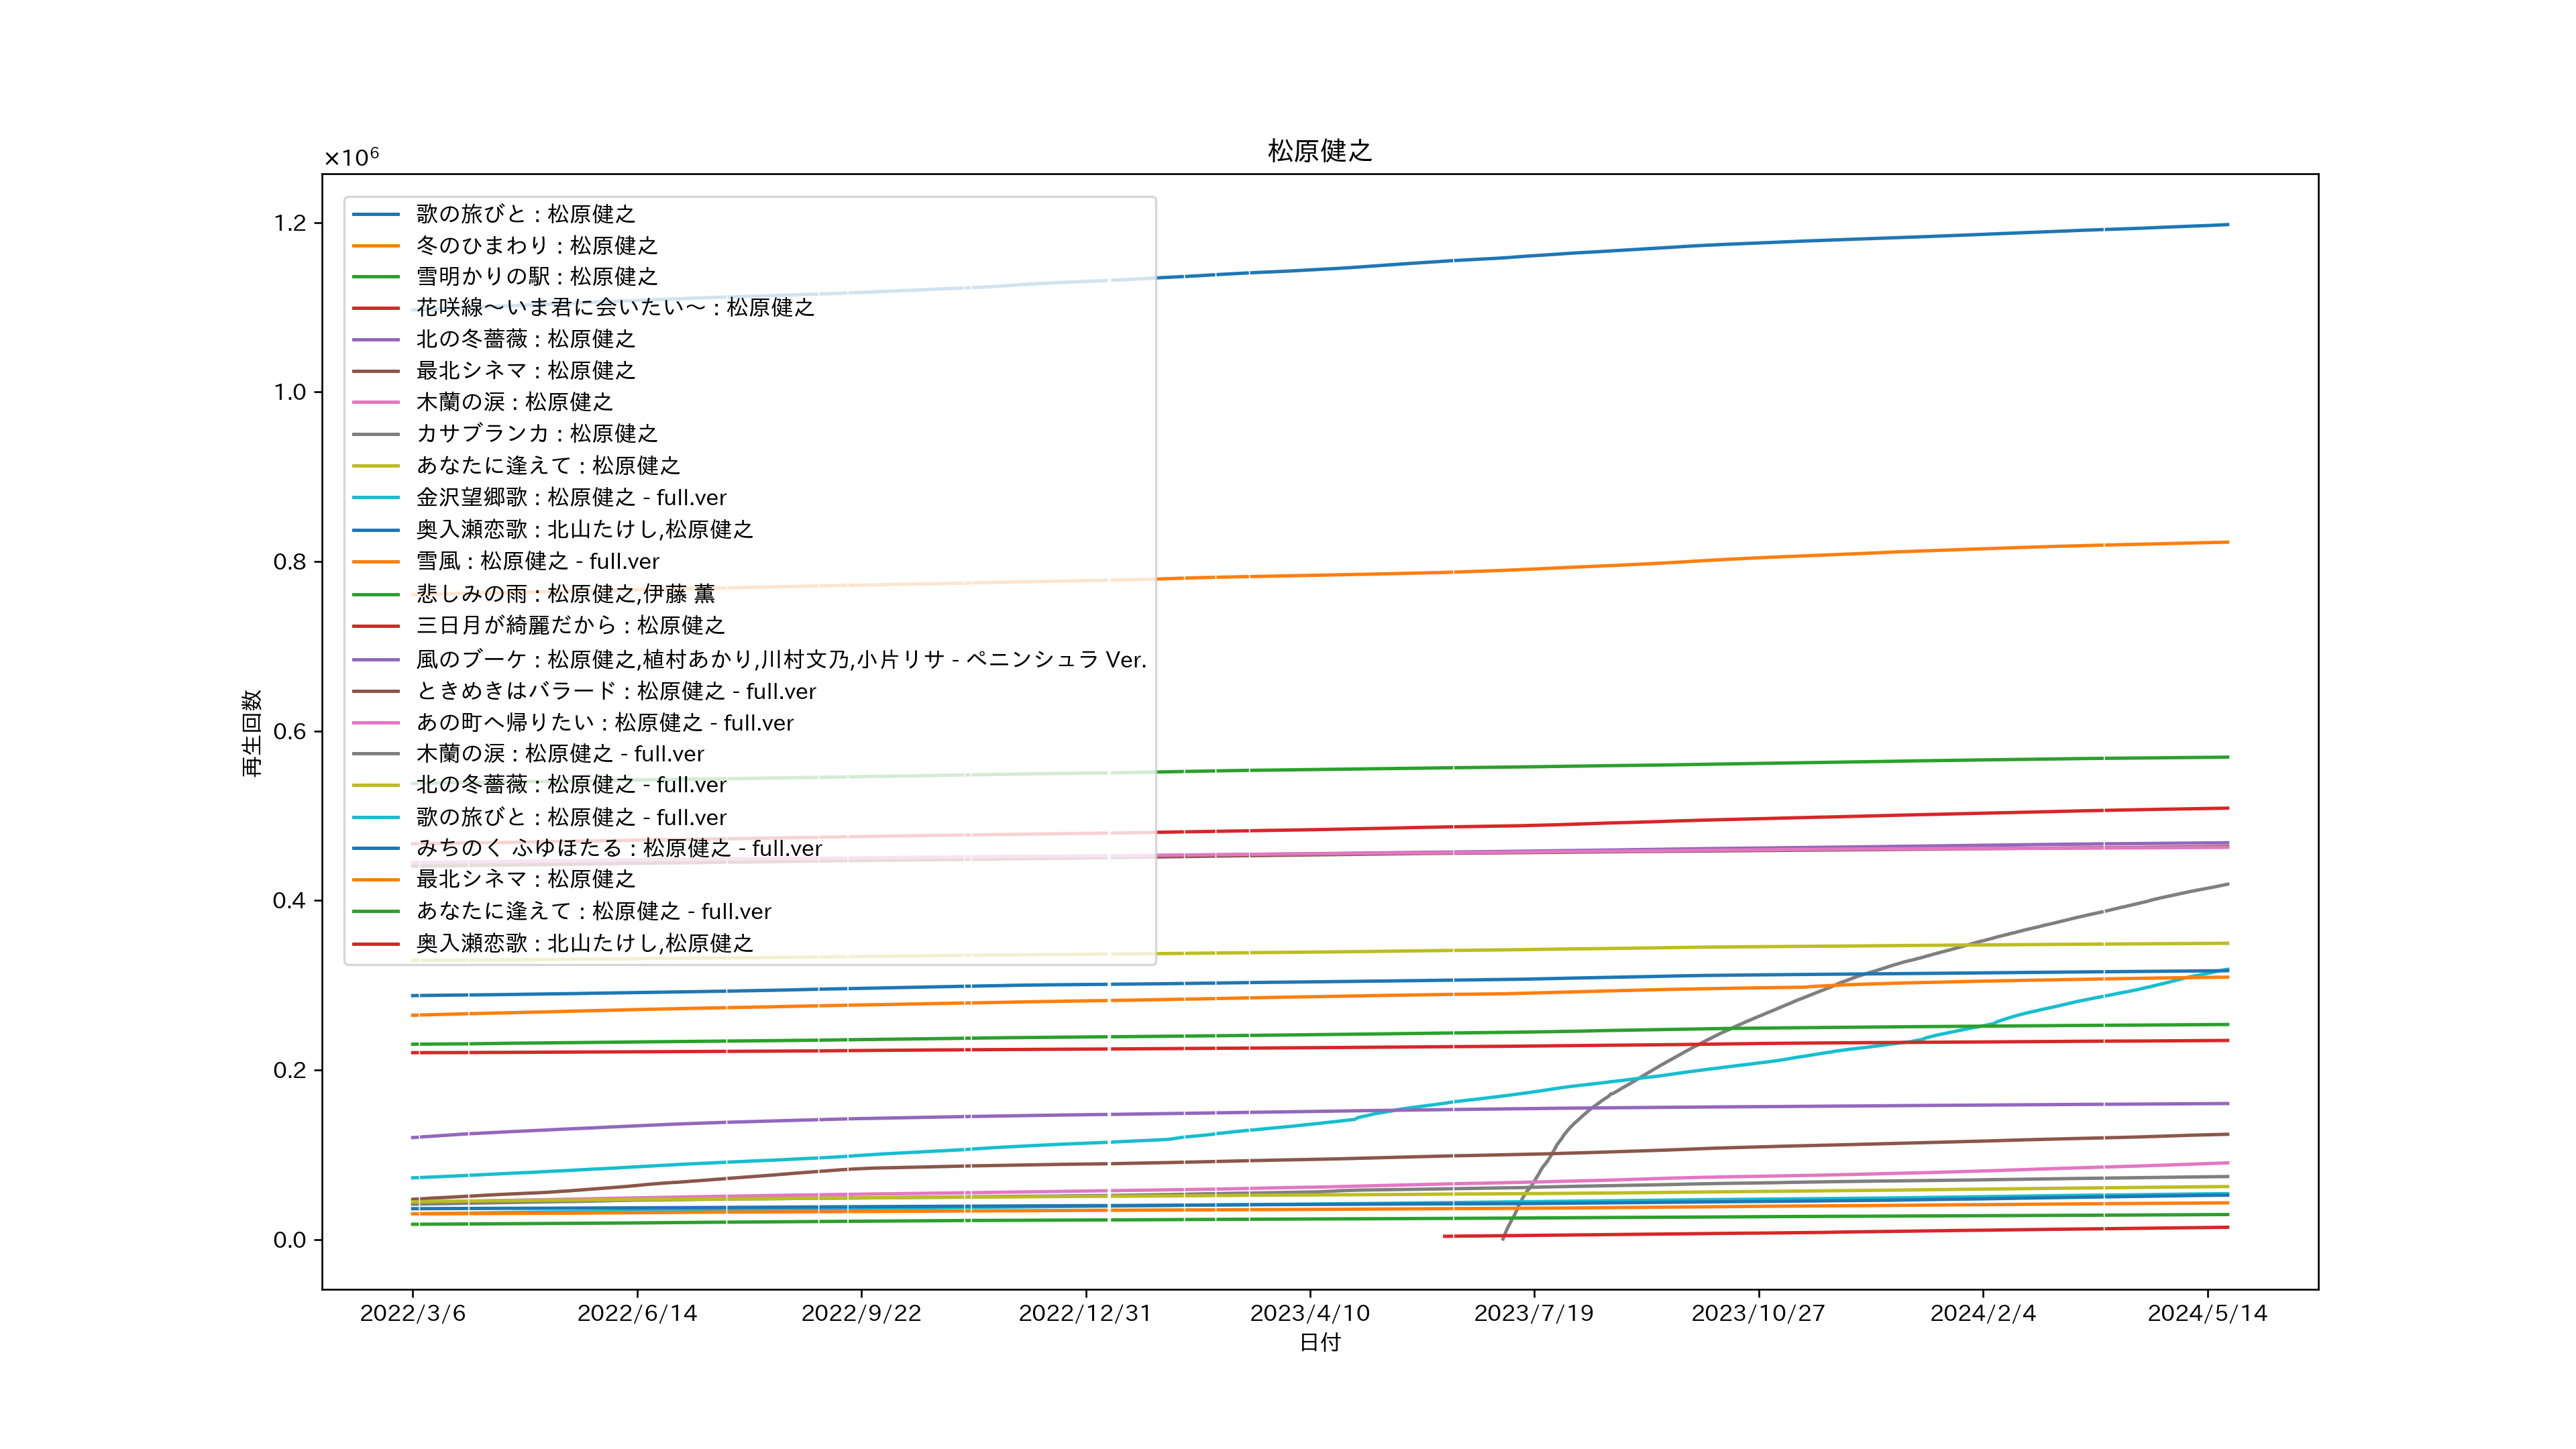 松原健之
×10⁶
1.2
1.0
0.8
0.6
0.4
0.2
0.0
再生回数
歌の旅びと : 松原健之
冬のひまわり : 松原健之
雪明かりの駅 : 松原健之
花咲線～いま君に会いたい～ : 松原健之
北の冬薔薇 : 松原健之
最北シネマ : 松原健之
木蘭の涙 : 松原健之
カサブランカ : 松原健之
あなたに逢えて : 松原健之
金沢望郷歌 : 松原健之 - full.ver
奥入瀬恋歌 : 北山たけし,松原健之
雪風 : 松原健之 - full.ver
悲しみの雨 : 松原健之,伊藤 薫
三日月が綺麗だから : 松原健之
風のブーケ : 松原健之,植村あかり,川村文乃,小片リサ - ペニンシュラ Ver.
ときめきはバラード : 松原健之 - full.ver
あの町へ帰りたい : 松原健之 - full.ver
木蘭の涙 : 松原健之 - full.ver
北の冬薔薇 : 松原健之 - full.ver
歌の旅びと : 松原健之 - full.ver
みちのく ふゆほたる : 松原健之 - full.ver
最北シネマ : 松原健之
あなたに逢えて : 松原健之 - full.ver
奥入瀬恋歌 : 北山たけし,松原健之
2022/3/6 2022/6/14 2022/9/22 2022/12/31 2023/4/10 2023/7/19 2023/10/27 2024/2/4 2024/5/14
日付